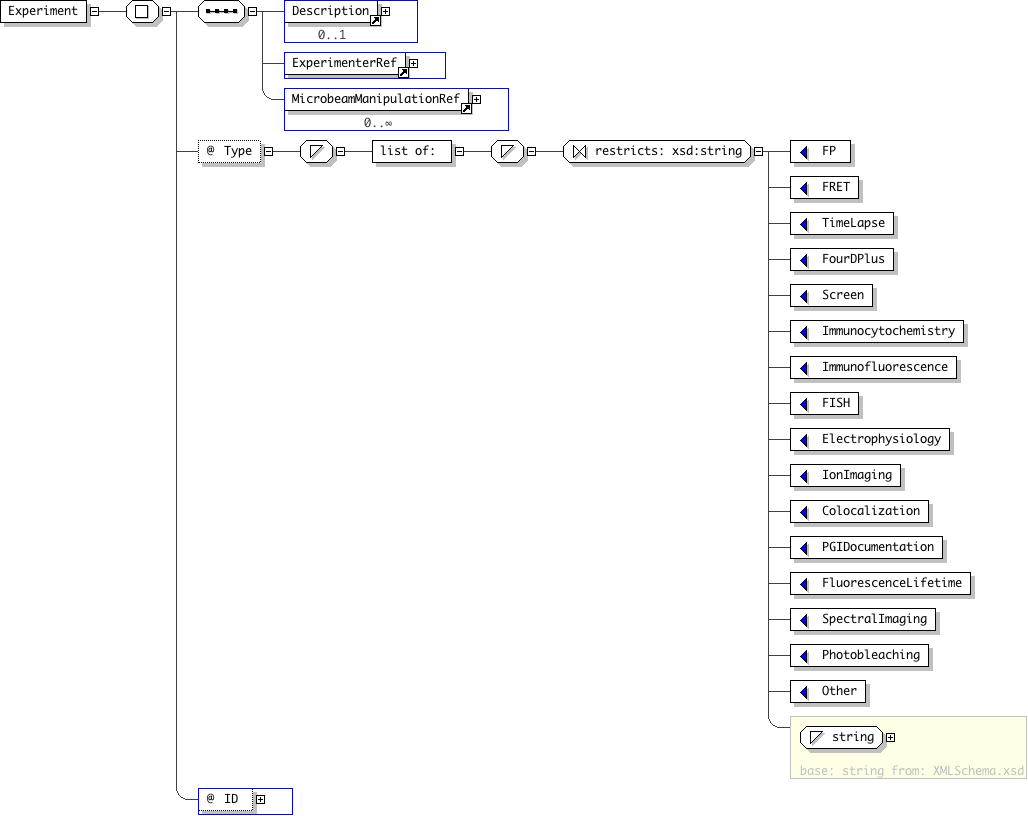 Experiment
Description
0..1
ExperimenterRef
MicrobeamManipulationRef
0..∞
@ Type
list of:
restricts: xsd:string
FP
FRET
TimeLapse
FourDPlus
Screen
Immunocytochemistry
Immunofluorescence
FISH
Electrophysiology
IonImaging
Colocalization
PGIDocumentation
FluorescenceLifetime
SpectralImaging
Photobleaching
Other
string
base: string from: XMLSchema.xsd
@ ID